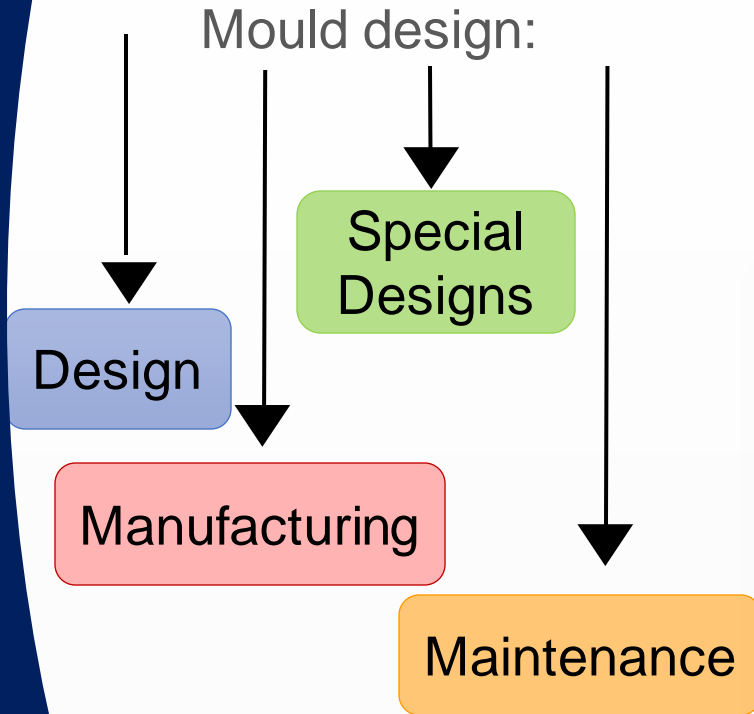 Mould design:
Special
Designs
Design
Manufacturing
Maintenance